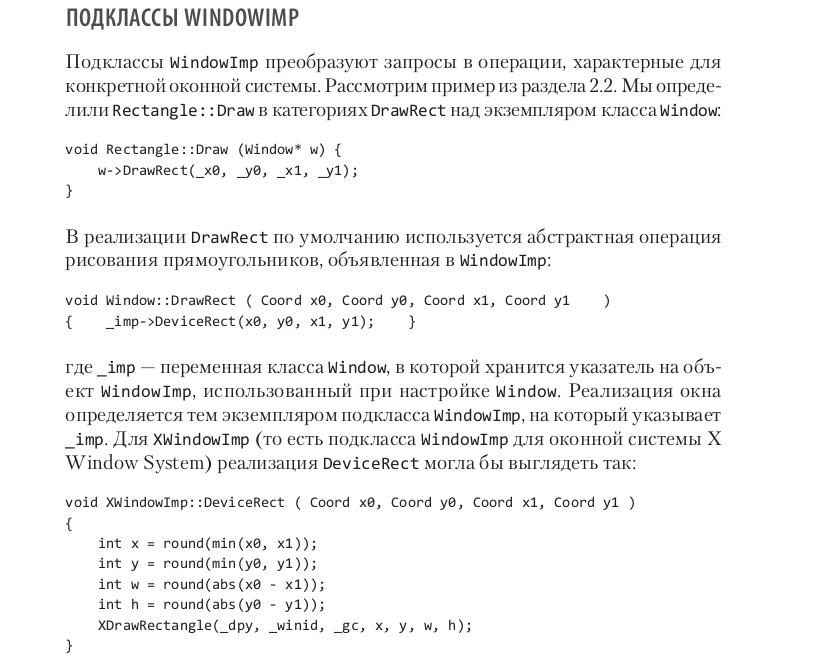 ПОДКЛАССЫ WINDOWIMP
Подклассы WindowImp преобразуют запросы в операции, характерные для
конкретной оконной системы. Рассмотрим пример из раздела 2.2. Мы опреде-
лили Rectangle::Draw в категориях DrawRect над экземпляром класса Window:
void Rectangle::Draw (Window* w) {
    w->DrawRect(_x0, _y0, _x1, _y1);
}
В реализации DrawRect по умолчанию используется абстрактная операция
рисования прямоугольников, объявленная в WindowImp:
void Window::DrawRect ( Coord x0, Coord y0, Coord x1, Coord y1    )
{    _imp->DeviceRect(x0, y0, x1, y1);    }
где _imp — переменная класса Window, в которой хранится указатель на объ-
ект WindowImp, использованный при настройке Window. Реализация окна
определяется тем экземпляром подкласса WindowImp, на который указывает
_imp. Для XWindowImp (то есть подкласса WindowImp для оконной системы X
Window System) реализация DeviceRect могла бы выглядеть так:
void XWindowImp::DeviceRect ( Coord x0, Coord y0, Coord x1, Coord y1 )
{
    int x = round(min(x0, x1));
    int y = round(min(y0, y1));
    int w = round(abs(x0 - x1));
    int h = round(abs(y0 - y1));
    XDrawRectangle(_dpy, _winid, _gc, x, y, w, h);
}